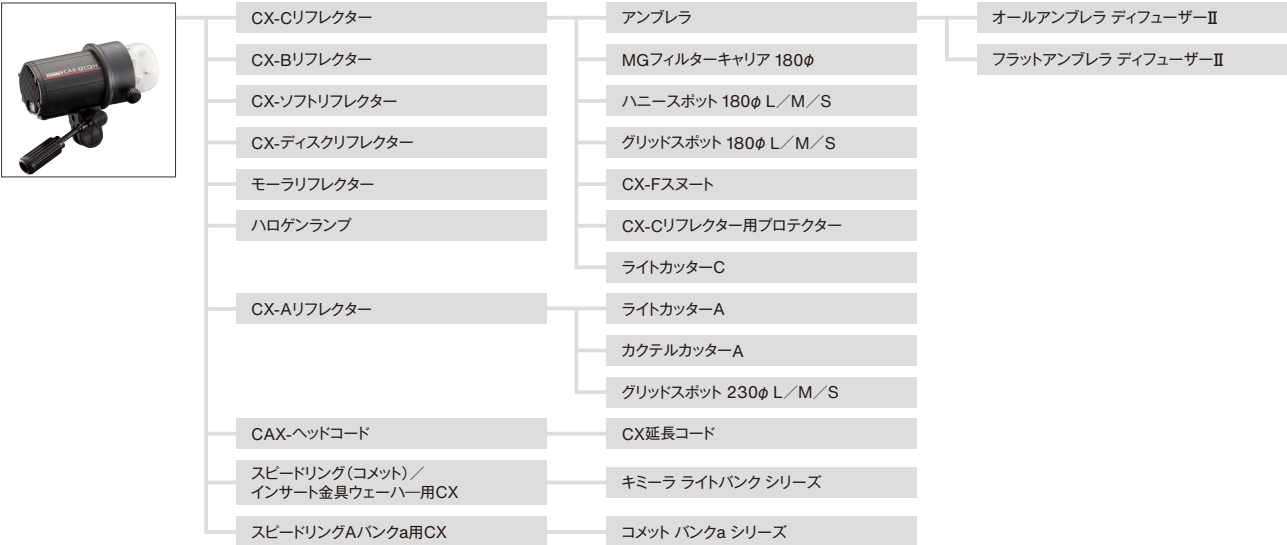 CX-Cリフレクター
アンブレラ
オールアンブレラ ディフューザーⅡ
CX-Bリフレクター
MGフィルターキャリア 180φ
フラットアンブレラ ディフューザーⅡ
CX-ソフトリフレクター
ハニースポット 180φ L／M／S
CX-ディスクリフレクター
グリッドスポット 180φ L／M／S
モーラリフレクター
CX-Fスヌート
ハロゲンランプ
CX-Cリフレクター用プロテクター
ライトカッターC
CX-Aリフレクター
ライトカッターA
カクテルカッターA
グリッドスポット 230φ L／M／S
CAX-ヘッドコード
CX延長コード
スピードリング（コメット）／
インサート金具ウェーハ―用CX
キミーラ ライトバンク シリーズ
スピードリングAバンクa用CX
コメット バンクa シリーズ